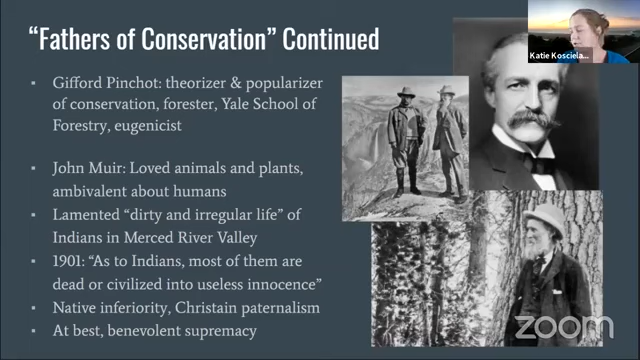 “Fathers of Conservation” Continued
Katie Kosciela...
▪ Gifford Pinchot: theorizer & popularizer
of conservation, forester, Yale School of
Forestry, eugenicist
▪ John Muir: Loved animals and plants,
ambivalent about humans
▪ Lamented “dirty and irregular life” of
Indians in Merced River Valley
▪ 1901: “As to Indians, most of them are
dead or civilized into useless innocence”
▪ Native inferiority, Christain paternalism
▪ At best, benevolent supremacy
zoom